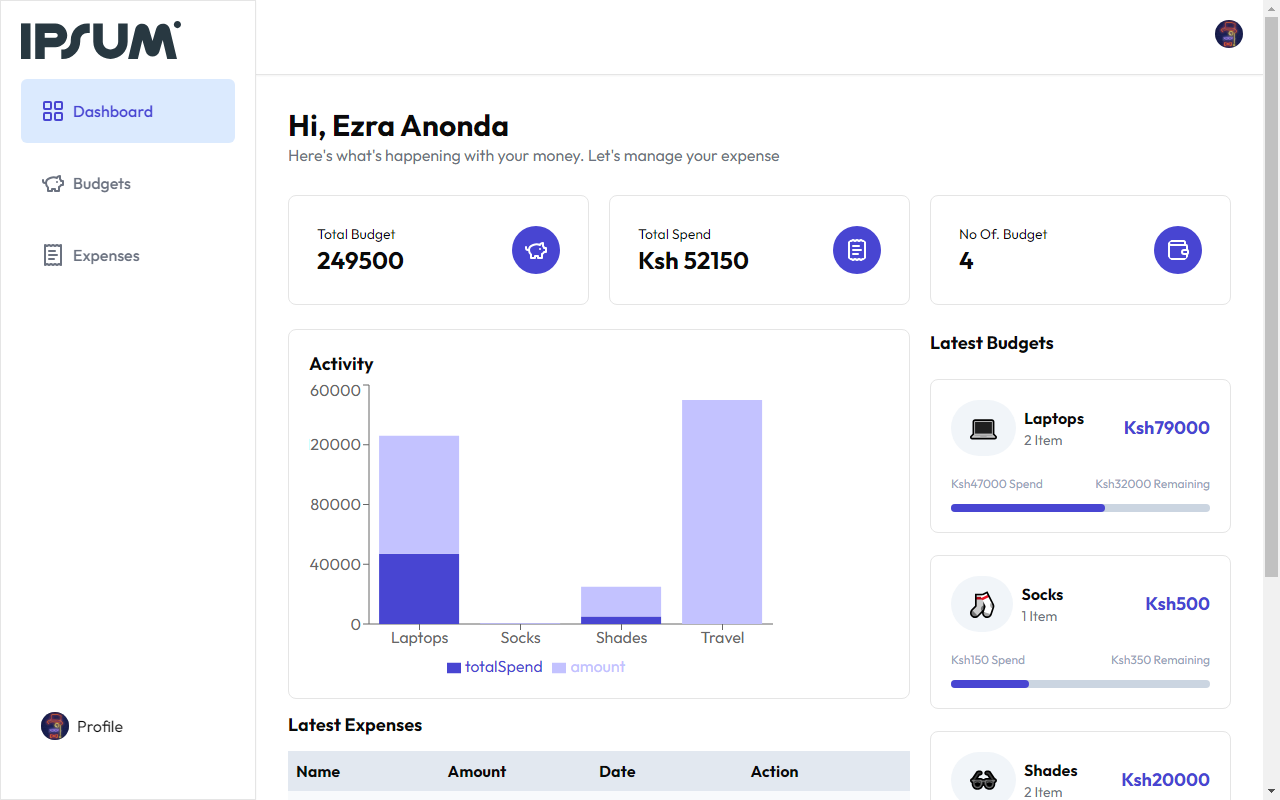 IPSUM
Dashboard
Budgets
Expenses
Profile
Hi, Ezra Anonda
Here's what's happening with your money. Let's manage your expense
Total Budget
249500
Total Spend
Ksh 52150
No Of. Budget
4
Activity
60000
20000
80000
40000
0
Laptops Socks Shades Travel
totalSpend amount
Latest Expenses
Name Amount Date Action
Latest Budgets
Laptops
2 Item
Ksh79000
Ksh47000 Spend Ksh32000 Remaining
Socks
1 Item
Ksh500
Ksh150 Spend Ksh350 Remaining
Shades
2 Item
Ksh20000